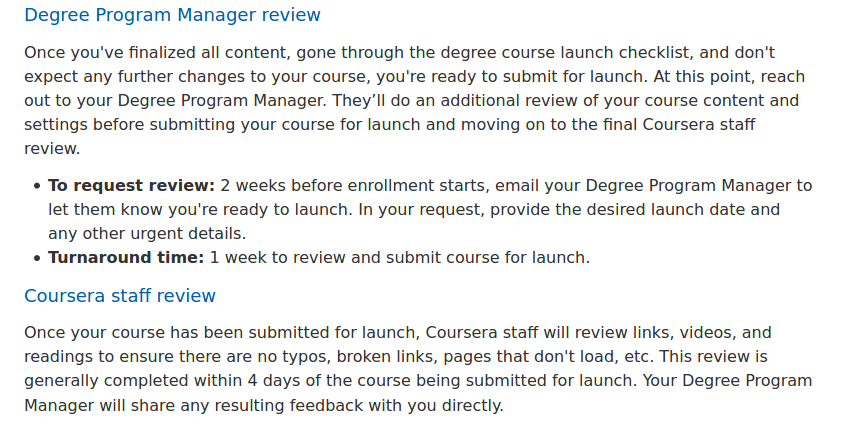 Degree Program Manager review
Once you've finalized all content, gone through the degree course launch checklist, and don't
expect any further changes to your course, you're ready to submit for launch. At this point, reach
out to your Degree Program Manager. They’ll do an additional review of your course content and
settings before submitting your course for launch and moving on to the final Coursera staff
review.
• To request review: 2 weeks before enrollment starts, email your Degree Program Manager to
let them know you're ready to launch. In your request, provide the desired launch date and
any other urgent details.
• Turnaround time: 1 week to review and submit course for launch.
Coursera staff review
Once your course has been submitted for launch, Coursera staff will review links, videos, and
readings to ensure there are no typos, broken links, pages that don't load, etc. This review is
generally completed within 4 days of the course being submitted for launch. Your Degree Program
Manager will share any resulting feedback with you directly.